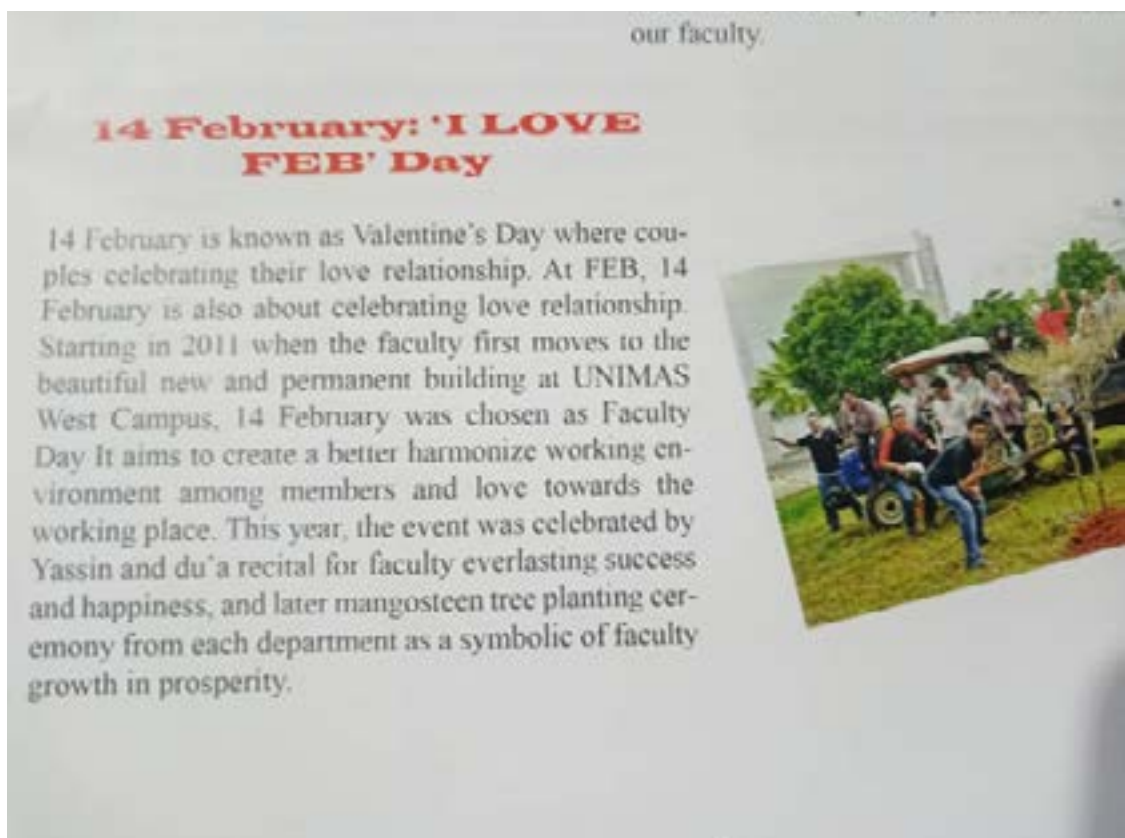 our faculty.
14 February: 'I LOVE
FEB' Day
14 February is known as Valentine's Day where cou-
ples celebrating their love relationship. At FEB, 14
February is also about celebrating love relationship.
Starting in 2011 when the faculty first moves to the
beautiful new and permanent building at UNIMAS
West Campus, 14 February was chosen as Faculty
Day It aims to create a better harmonize working en-
vironment among members and love towards the
working place. This year, the event was celebrated by
Yassin and du'a recital for faculty everlasting success
and happiness, and later mangosteen tree planting cer-
emony from each department as a symbolic of faculty
growth in prosperity.